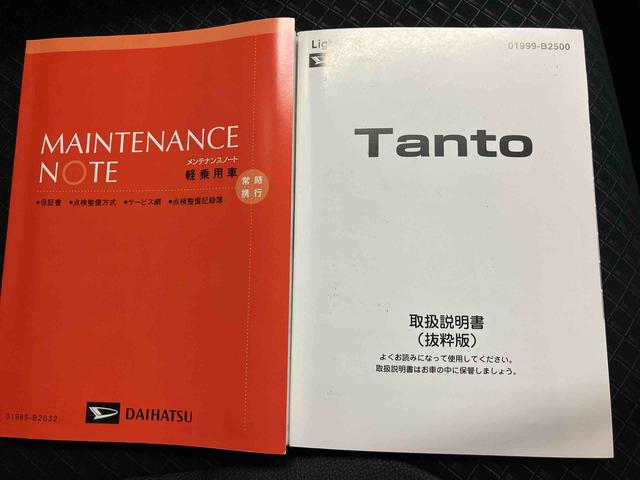 MAINTENANCE
NOTE
メンテナンスノート
軽乗用車
常時
携行
●保証書 ●点検整備方式 ●サービス網 ●点検整備記録簿
01989-B2032
DAIHATSU
01999-B2500
Tanto
取扱説明書
（抜粋版）
よくお読みになって使用してください。
取扱説明書はお車の中に保管しましょう。